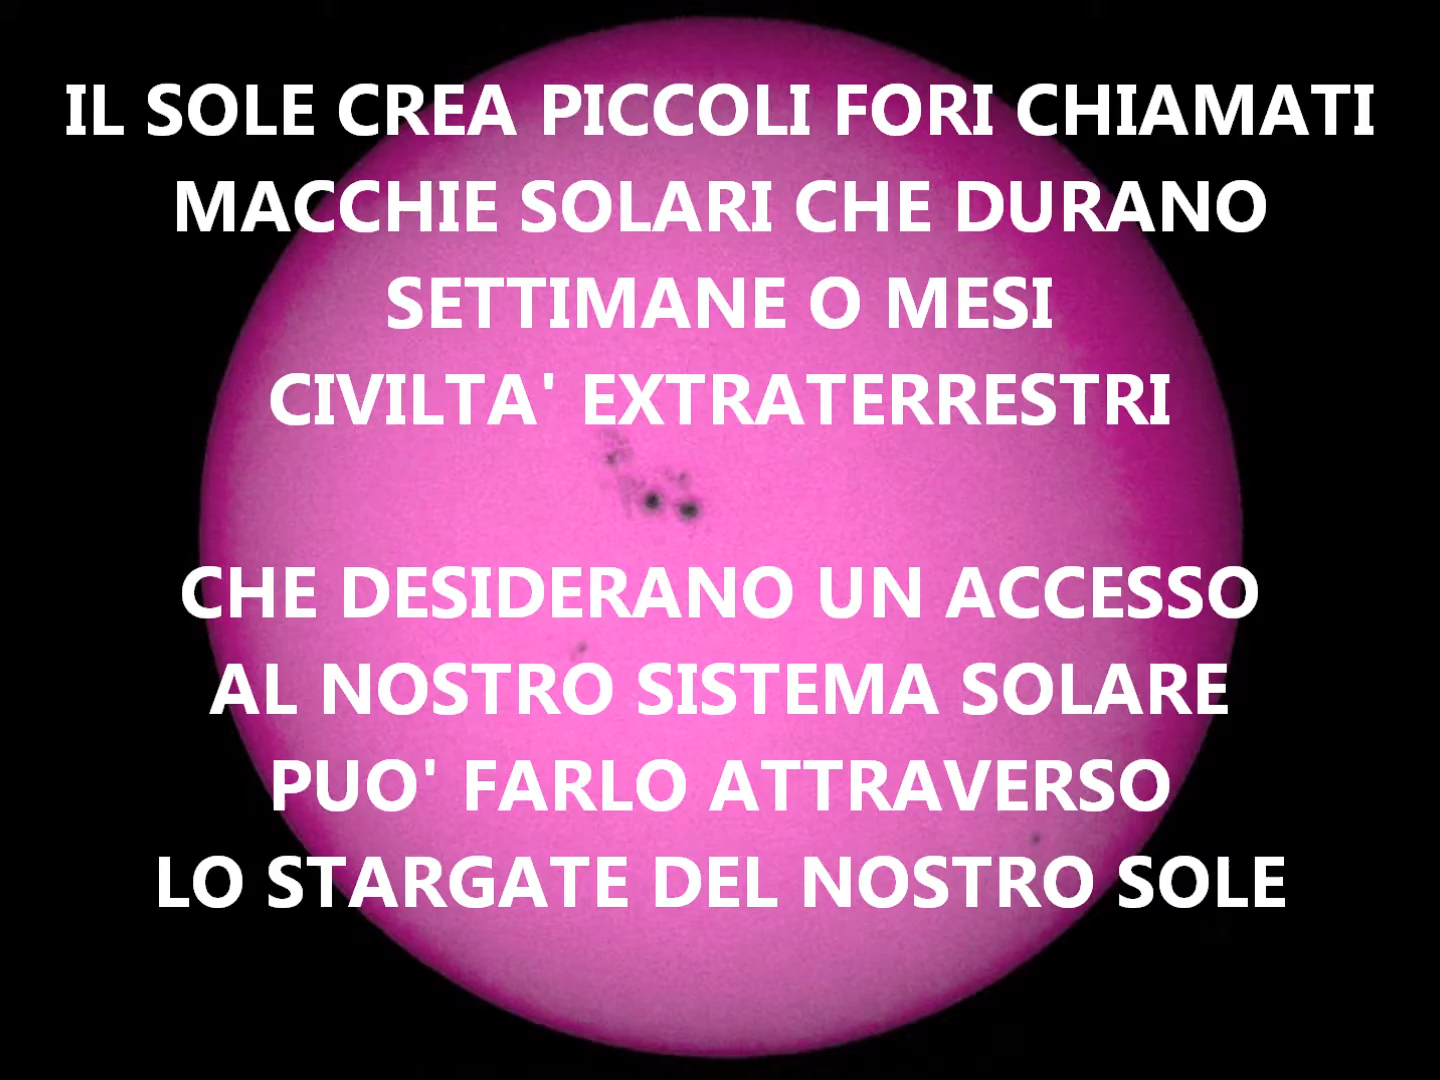 IL SOLE CREA PICCOLI FORI CHIAMATI
MACCHIE SOLARI CHE DURANO
SETTIMANE O MESI
CIVILTA' EXTRATERRESTRI
CHE DESIDERANO UN ACCESSO
AL NOSTRO SISTEMA SOLARE
PUO' FARLO ATTRAVERSO
LO STARGATE DEL NOSTRO SOLE